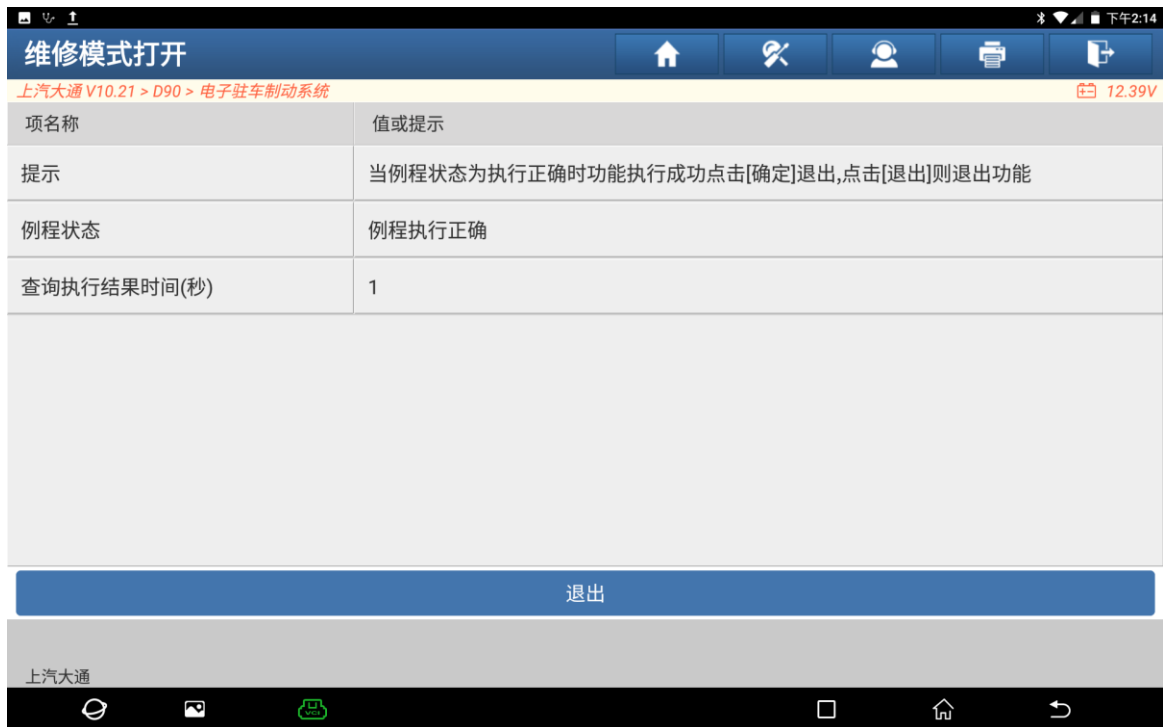 下午2:14
维修模式打开
上汽大通 V10.21 > D90 > 电子驻车制动系统 12.39V
项名称 值或提示
提示 当例程状态为执行正确时功能执行成功点击[确定]退出,点击[退出]则退出功能
例程状态 例程执行正确
查询执行结果时间(秒) 1
退出
上汽大通
VCI